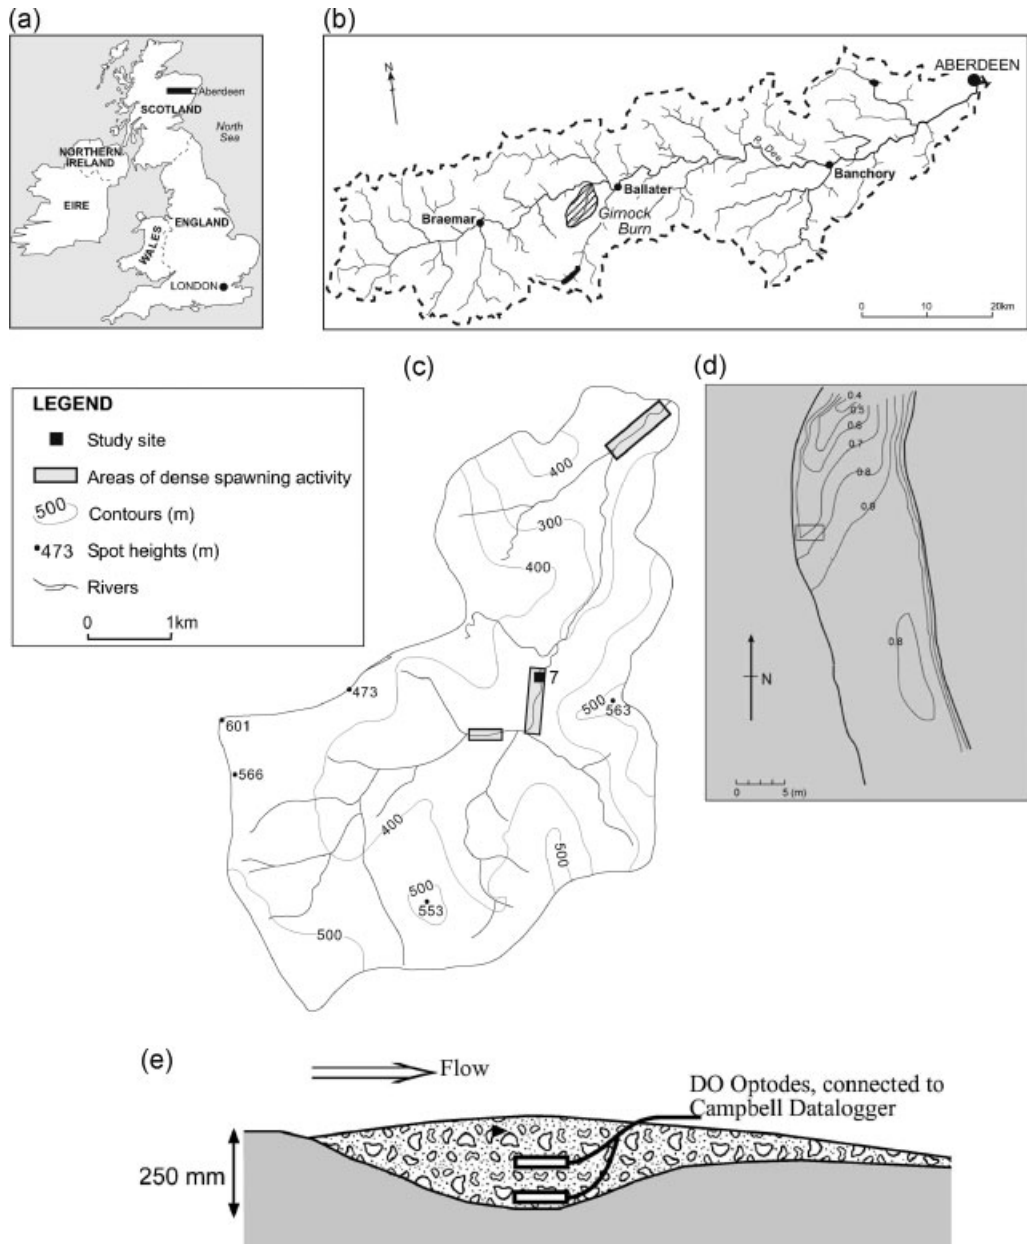 (a)
Aberdeen
SCOTLAND
North
Sea
NORTHERN
IRELAND
EIRE
ENGLAND
WALES
LONDON
(b)
N
ABERDEEN
R. Dee
Banchory
Ballater
Braemar
Girnock
Burn
0 10 20km
LEGEND
Study site
Areas of dense spawning activity
500 Contours (m)
473 Spot heights (m)
Rivers
0 1km
(c)
400
300
400
7
473
500
563
601
566
400
500
500
553
500
(d)
0.4
0.5
0.6
0.7
0.8
0.9
0.8
N
0 5 (m)
(e)
Flow
DO Optodes, connected to
Campbell Datalogger
250 mm